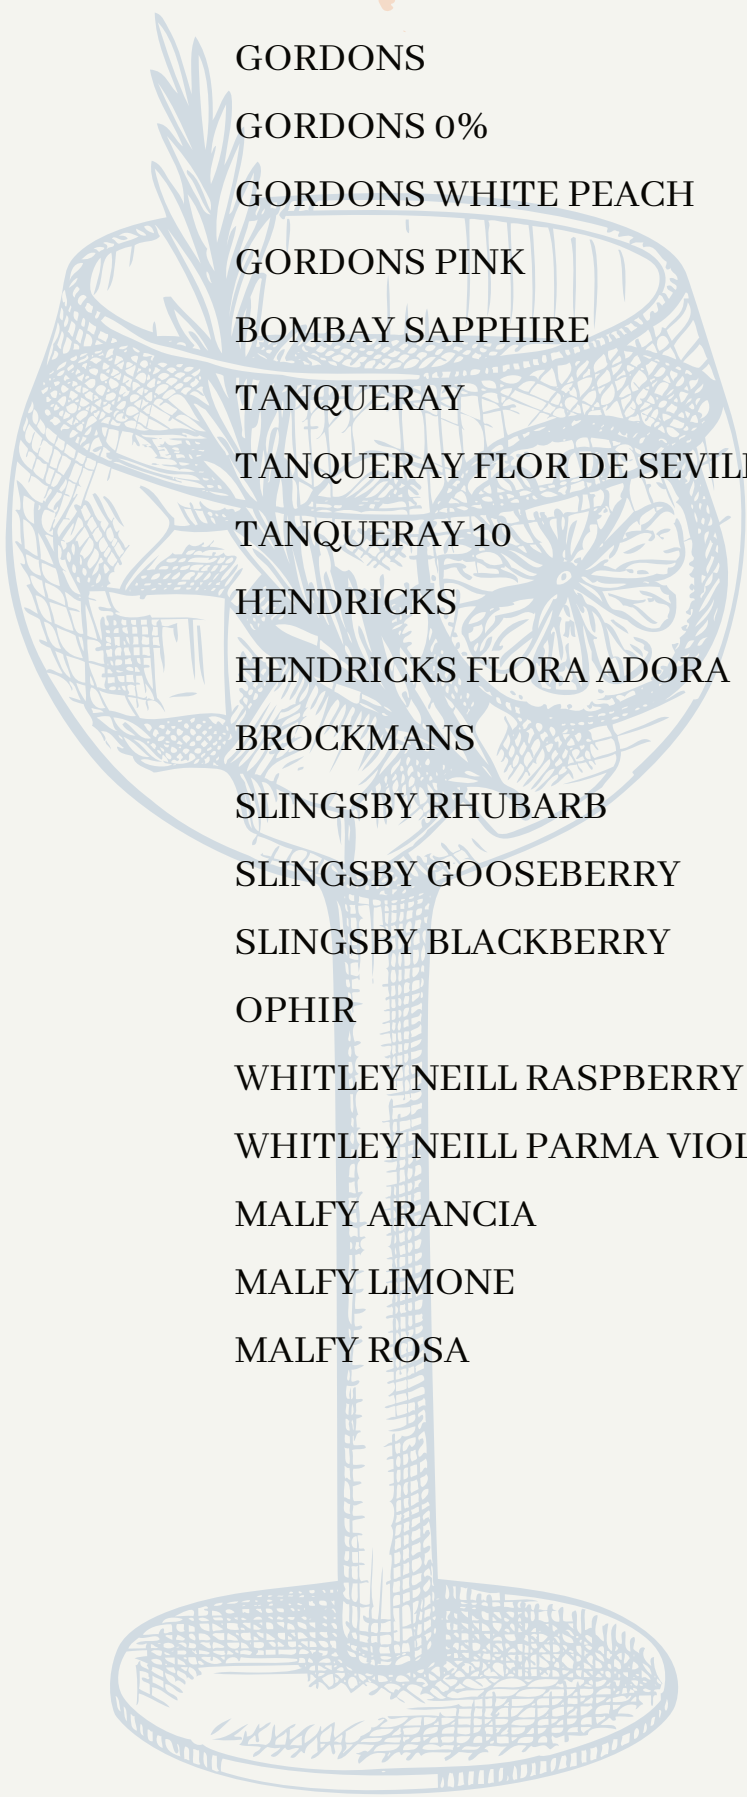 GORDONS
GORDONS 0%
GORDONS WHITE PEACH
GORDONS PINK
BOMBAY SAPPHIRE
TANQUERAY
TANQUERAY FLOR DE SEVILL
TANQUERAY 10
HENDRICKS
HENDRICKS FLORA ADORA
BROCKMANS
SLINGSBY RHUBARB
SLINGSBY GOOSEBERRY
SLINGSBY BLACKBERRY
OPHIR
WHITLEY NEILL RASPBERRY
WHITLEY NEILL PARMA VIOL
MALFY ARANCIA
MALFY LIMONE
MALFY ROSA